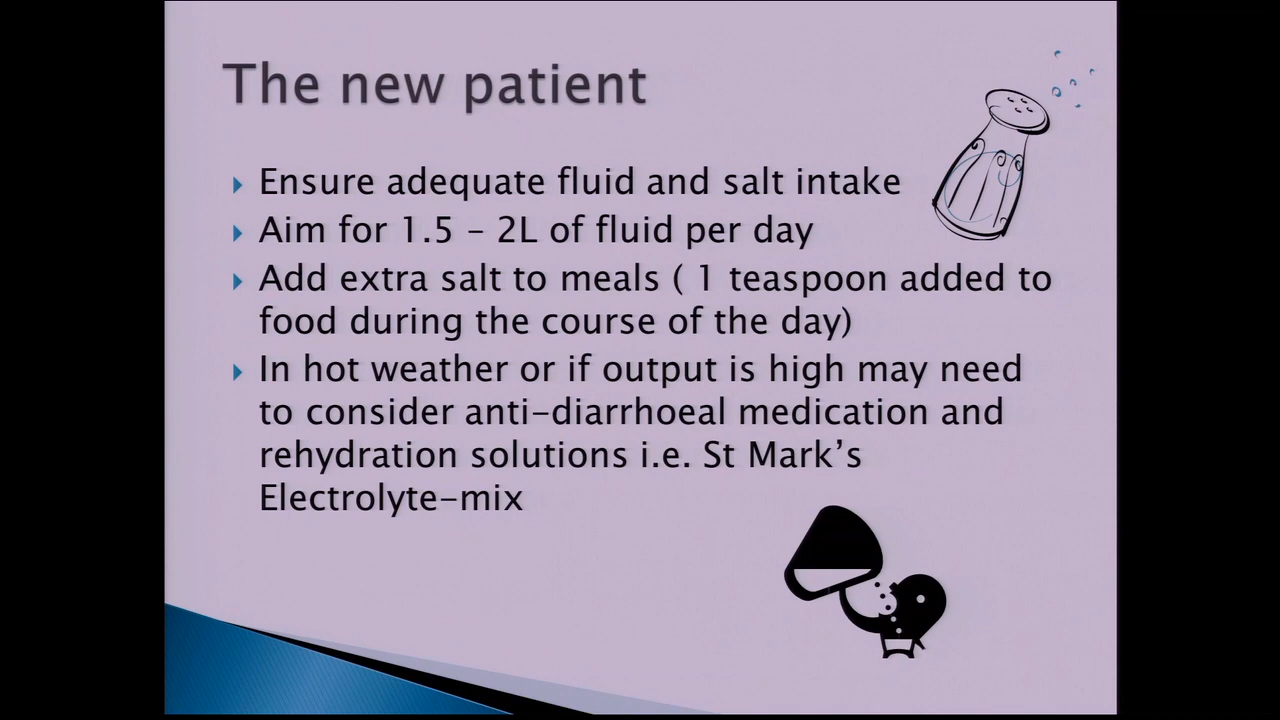 The new patient
Ensure adequate fluid and salt intake
Aim for 1.5 – 2L of fluid per day
Add extra salt to meals ( 1 teaspoon added to
food during the course of the day)
In hot weather or if output is high may need
to consider anti-diarrhoeal medication and
rehydration solutions i.e. St Mark’s
Electrolyte-mix